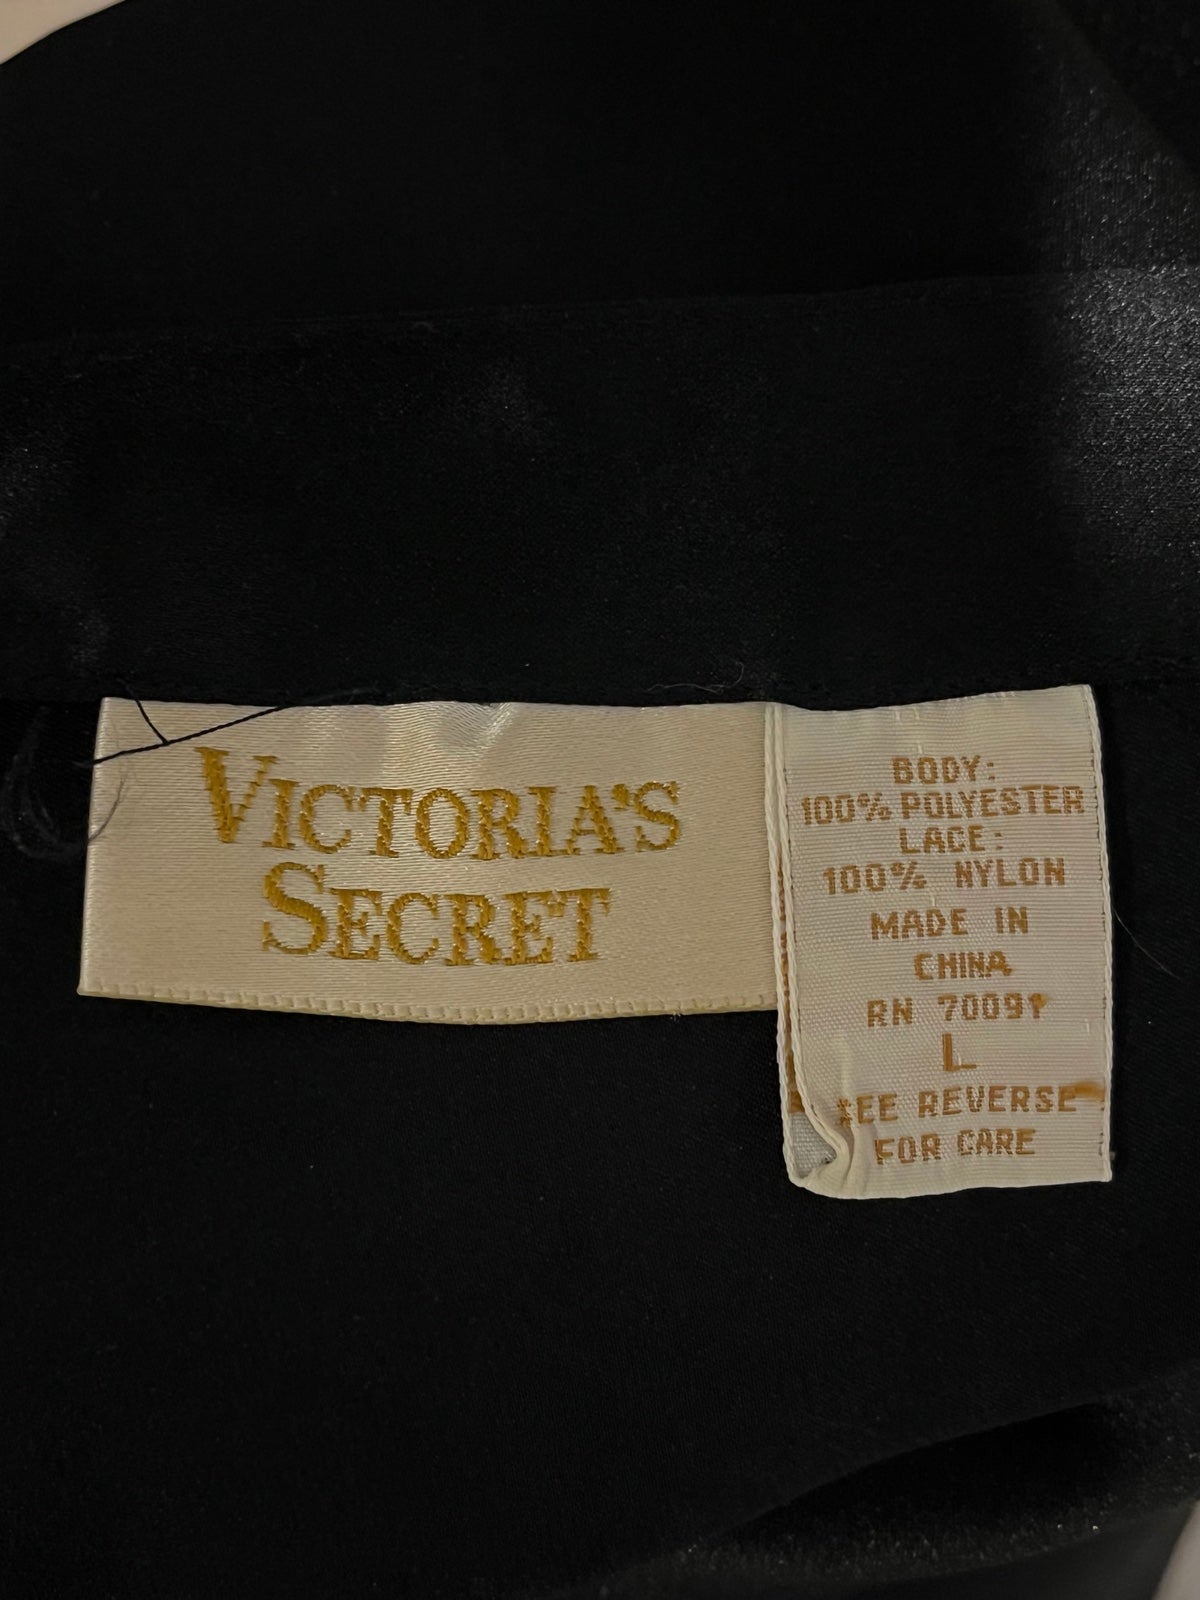 VICTORIA'S
SECRET
BODY:
100% POLYESTER
LACE:
100% NYLON
MADE IN
CHINA
RN 70091
L
SEE REVERSE
FOR CARE